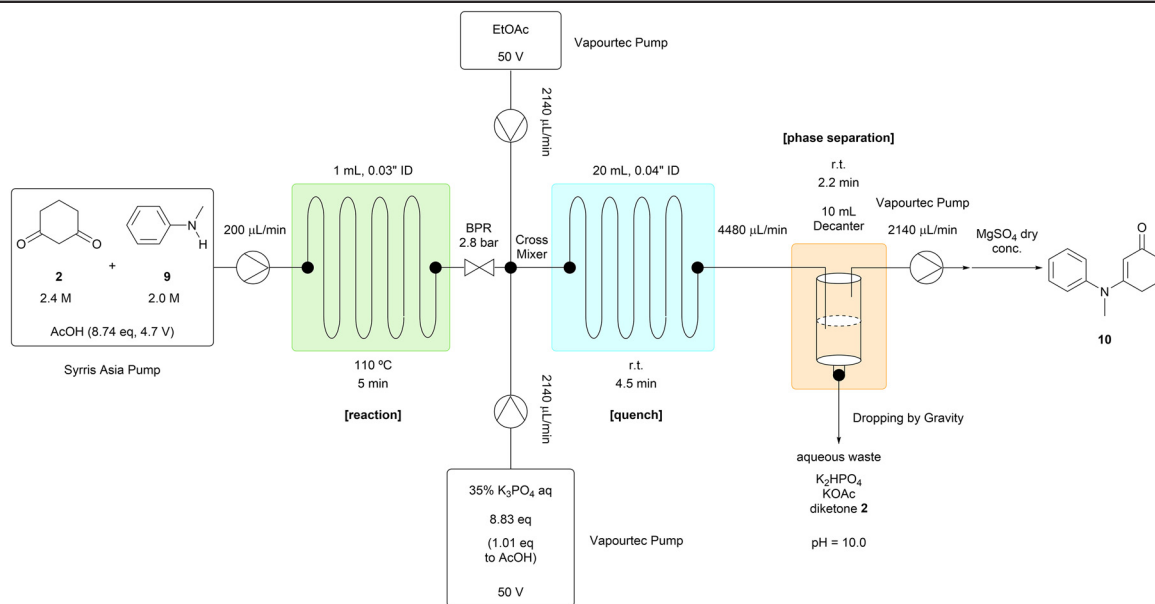 EtOAc
50 V
Vapourtec Pump
2140 μL/min
[phase separation]
r.t.
2.2 min
10 mL
Decanter
1 mL, 0.03" ID
20 mL, 0.04" ID
Vapourtec Pump
O
O
N
H
2
+
9
2.4 M
2.0 M
AcOH (8.74 eq, 4.7 V)
Syrris Asia Pump
200 μL/min
BPR
2.8 bar
Cross
Mixer
4480 μL/min
2140 μL/min
MgSO4 dry
conc.
O
N
10
110 ºC
5 min
[reaction]
r.t.
4.5 min
[quench]
2140 μL/min
Dropping by Gravity
aqueous waste
K2HPO4
KOAc
diketone 2
pH = 10.0
35% K3PO4 aq
8.83 eq
(1.01 eq
to AcOH)
50 V
Vapourtec Pump